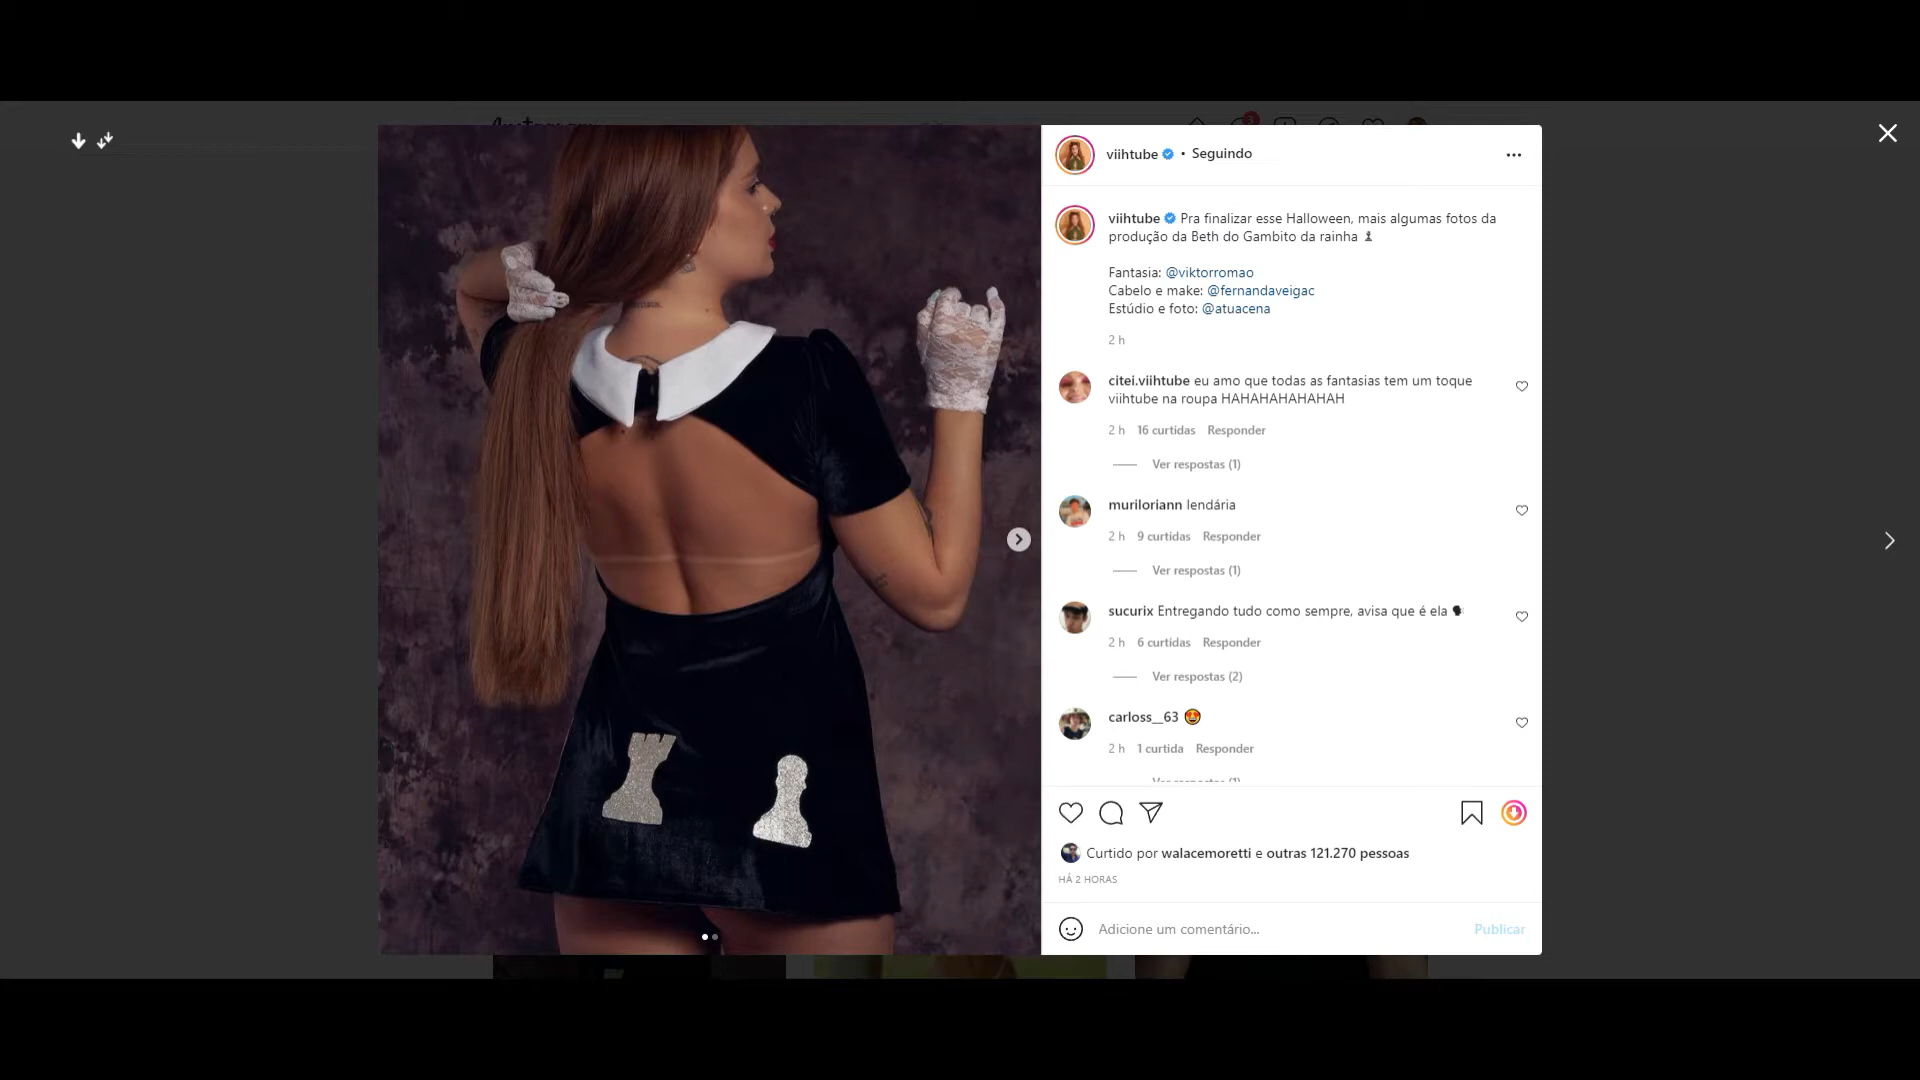 viihtube • Seguindo
viihtube Pra finalizar esse Halloween, mais algumas fotos da
produção da Beth do Gambito da rainha
Fantasia: @viktorromao
Cabelo e make: @fernandaveigac
Estúdio e foto: @atuacena
2 h
citei.viihtube eu amo que todas as fantasias tem um toque
viihtube na roupa HAHAHAHAHAHAH
2 h 16 curtidas Responder
Ver respostas (1)
muriloriann lendária
2 h 9 curtidas Responder
Ver respostas (1)
sucurix Entregando tudo como sempre, avisa que é ela
2 h 6 curtidas Responder
Ver respostas (2)
carloss__63
2 h 1 curtida Responder
Ver respostas (1)
Curtido por walacemoretti e outras 121.270 pessoas
HÁ 2 HORAS
Adicione um comentário... Publicar